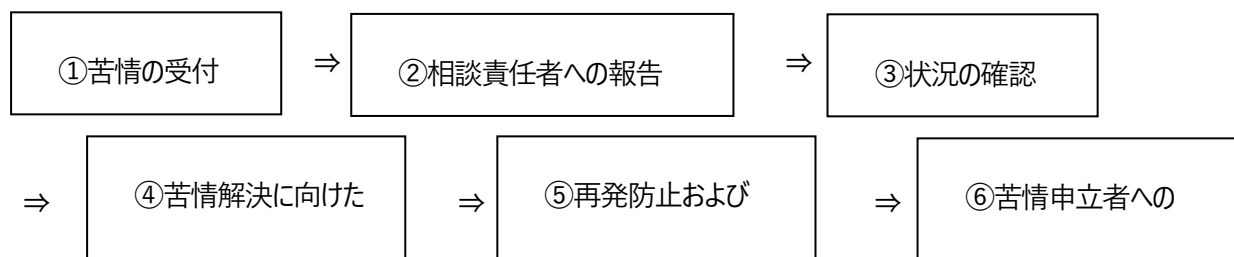 ①苦情の受付 ⇒ ②相談責任者への報告 ⇒ ③状況の確認
⇒ ④苦情解決に向けた ⇒ ⑤再発防止および ⇒ ⑥苦情申立者への